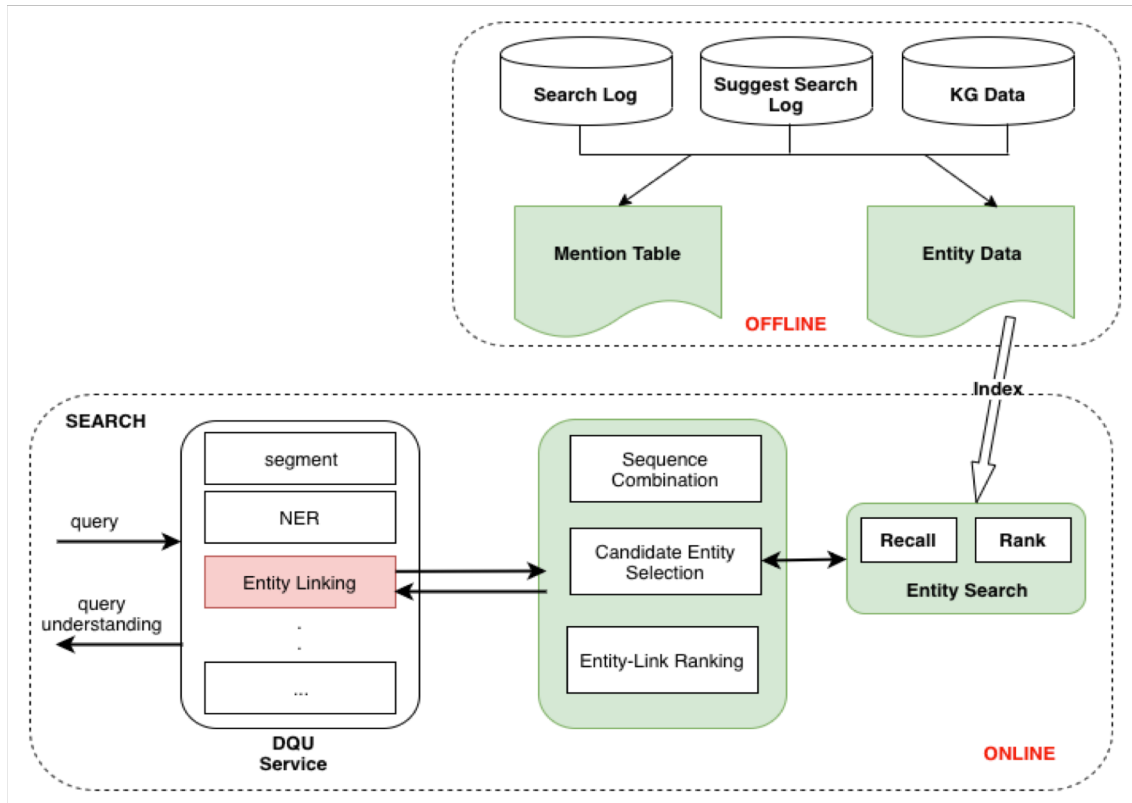 Search Log
Suggest Search
Log
KG Data
Mention Table
Entity Data
OFFLINE
Index
SEARCH
segment
NER
Entity Linking
.
.
...
DQU
Service
query
query
understanding
Sequence
Combination
Candidate Entity
Selection
Entity-Link Ranking
Recall
Rank
Entity Search
ONLINE